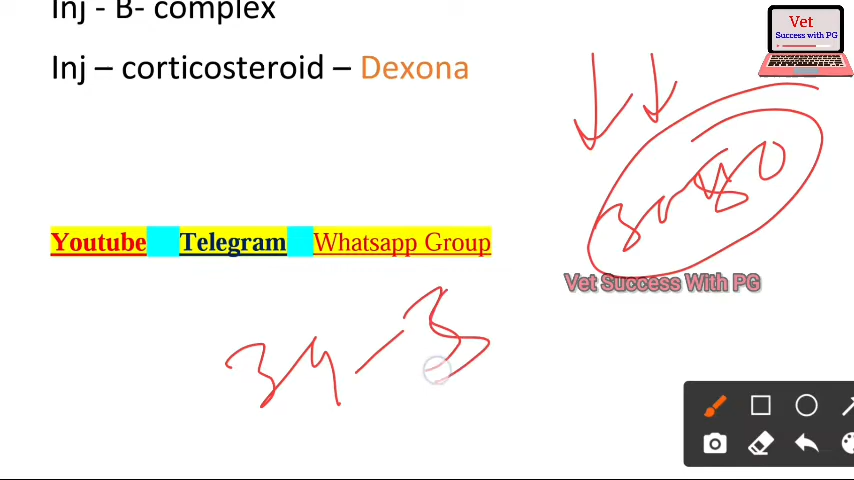 Inj - B- complex
Vet
Success with PG
Inj – corticosteroid – Dexona
Youtube Telegram Whatsapp Group
Vet Success With PG